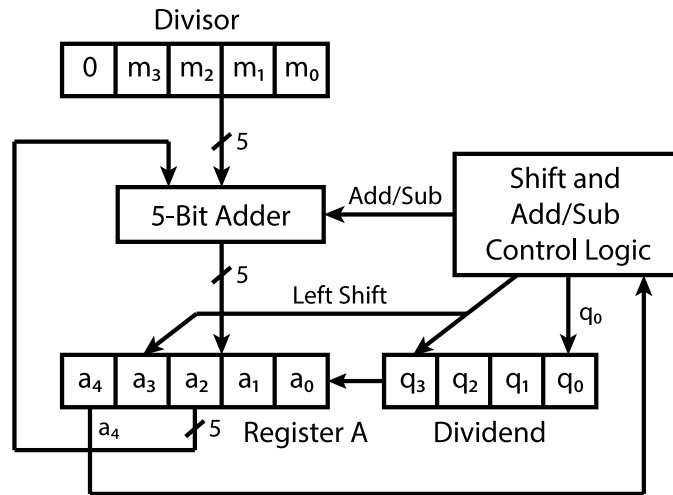 Divisor
0 m₃ m₂ m₁ m₀
5
5-Bit Adder
Add/Sub
Shift and
Add/Sub
Control Logic
5
Left Shift
q₀
a₄ a₃ a₂ a₁ a₀
q₃ q₂ q₁ q₀
a₄
5
Register A
Dividend